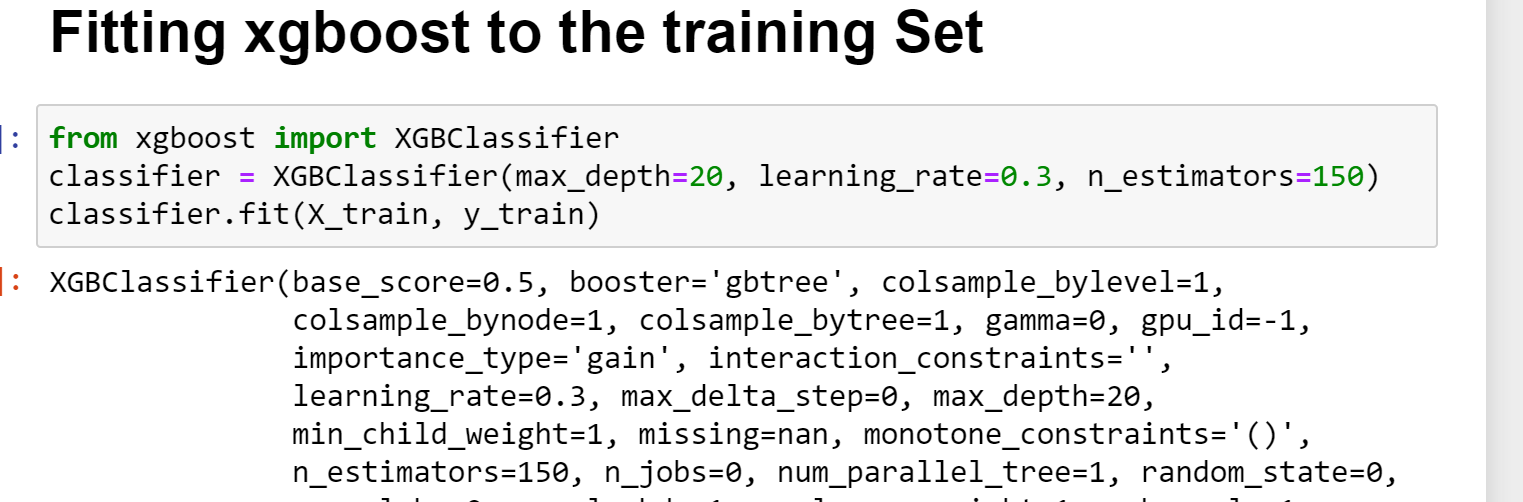 Fitting xgboost to the training Set
]: from xgboost import XGBClassifier
classifier = XGBClassifier(max_depth=20, learning_rate=0.3, n_estimators=150)
classifier.fit(X_train, y_train)
]: XGBClassifier(base_score=0.5, booster='gbtree', colsample_bylevel=1,
colsample_bynode=1, colsample_bytree=1, gamma=0, gpu_id=-1,
importance_type='gain', interaction_constraints='',
learning_rate=0.3, max_delta_step=0, max_depth=20,
min_child_weight=1, missing=nan, monotone_constraints='()',
n_estimators=150, n_jobs=0, num_parallel_tree=1, random_state=0,